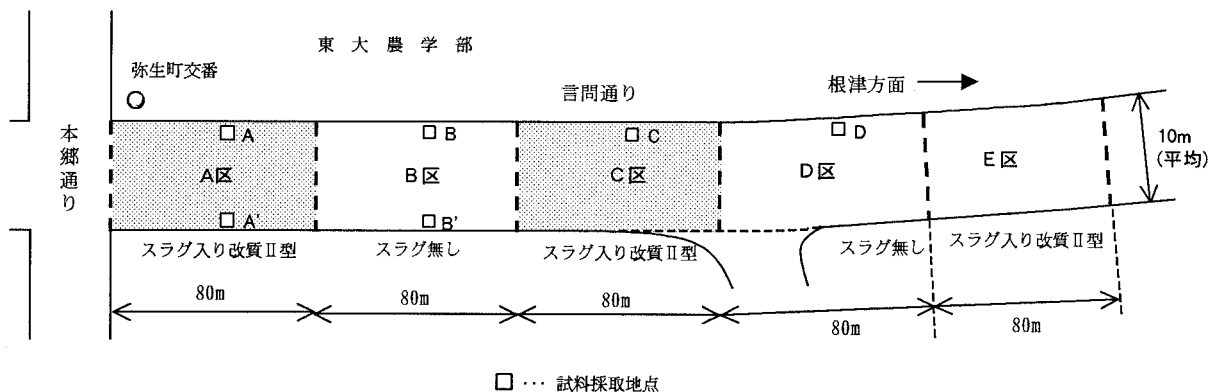 東大農学部
弥生町交番
言問通り
根津方面
本郷通り
A
B
C
D
A区
B区
C区
D区
E区
10m
(平均)
A'
B'
スラグ入り改質Ⅱ型
スラグ無し
スラグ入り改質Ⅱ型
スラグ無し
スラグ入り改質Ⅱ型
80m
80m
80m
80m
80m
□ … 試料採取地点